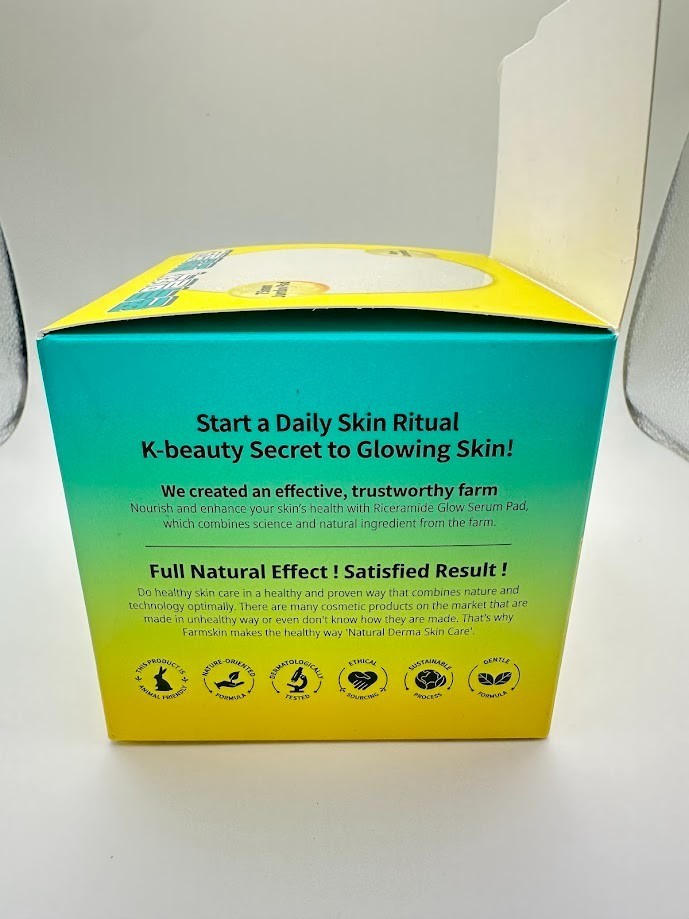 Start a Daily Skin Ritual
K-beauty Secret to Glowing Skin!
We created an effective, trustworthy farm
Nourish and enhance your skin's health with Riceramide Glow Serum Pad,
which combines science and natural ingredient from the farm.
Full Natural Effect ! Satisfied Result !
Do healthy skin care in a healthy and proven way that combines nature and
technology optimally. There are many cosmetic products on the market that are
made in unhealthy way or even don't know how they are made. That's why
Farmskin makes the healthy way 'Natural Derma Skin Care'.
THIS PRODUCT IS
ANIMAL FRIENDLY
NATURE-ORIENTED
FORMULA
DERMATOLOGICALLY
TESTED
ETHICAL
SOURCING
SUSTAINABLE
PROCESS
GENTLE
FORMULA